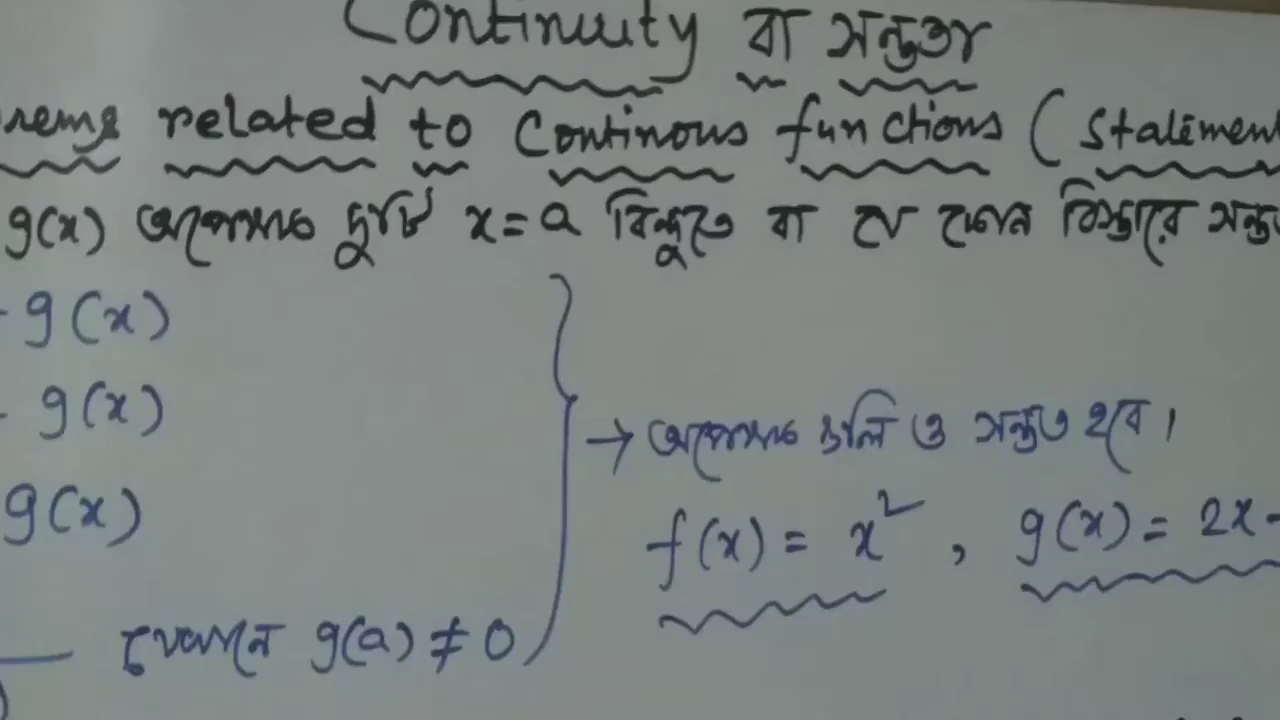 Continuity বা সন্তত
rems related to Continous functions (Statement
g(x) অপেক্ষক দুটি x = a বিন্দুতে বা যে কোন বিস্তারে সন্ত
- g(x)
- g(x)
g(x)
→ অপেক্ষক গুলি ও সন্তত হবে।
f(x) = x², g(x) = 2x -
যেখানে g(a) ≠ 0